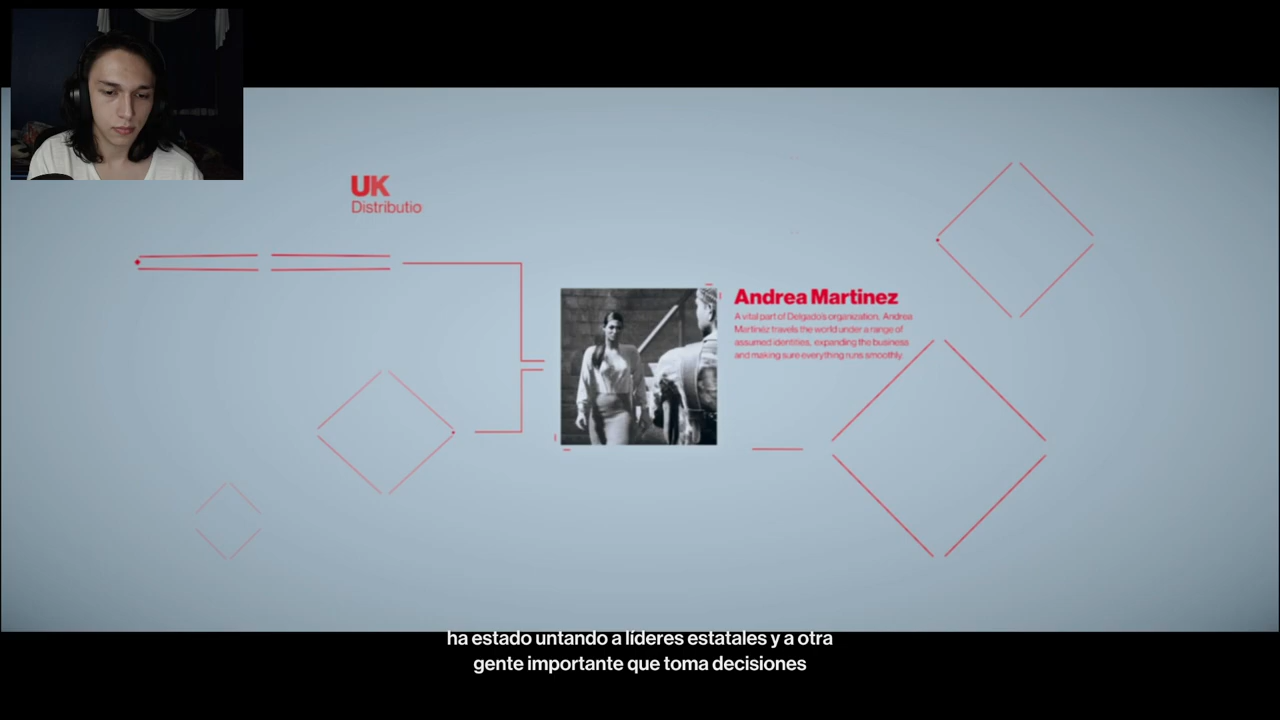 UK
Distributio
Andrea Martinez
A vital part of Delgado's organization, Andrea
Martinez travels the world under a range of
assumed identities, expanding the business
and making sure everything runs smoothly
ha estado untando a líderes estatales y a otra
gente importante que toma decisiones